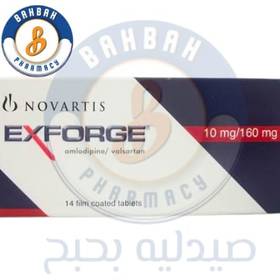 BAHBAH
PHARMACY
NOVARTIS
EXFORGE
10 mg/160 mg
amlodipine/ valsartan
14 film coated tablets
BAHBAH
PHARMACY
صيدليه بحبح